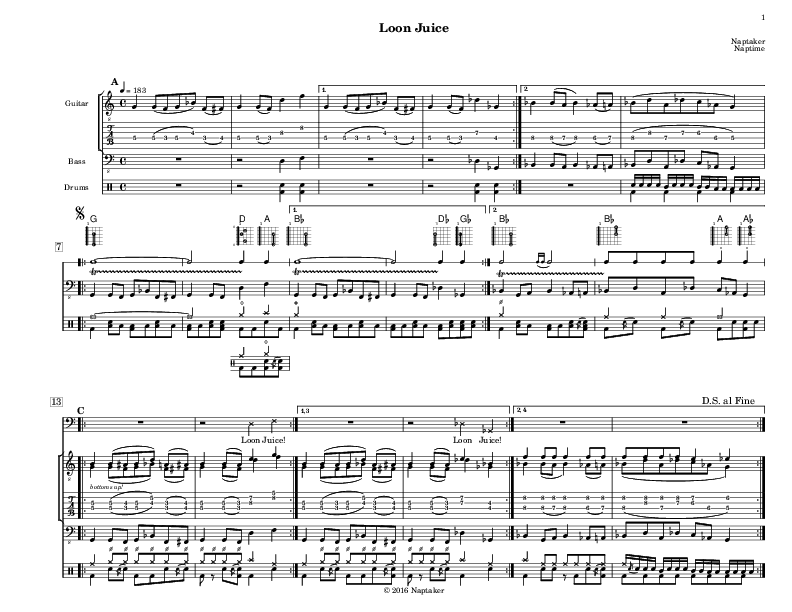 1
Loon Juice
Naptaker
Naptime
A
♩ = 183
1.
2.
Guitar
Bass
Drums
G D A B♭ D♭ G♭ B♭ B♭ A A♭
1.
2.
7
13
C
1,3
2, 4
D.S. al Fine
Loon Juice! Loon Juice!
bottoms up!
© 2016 Naptaker